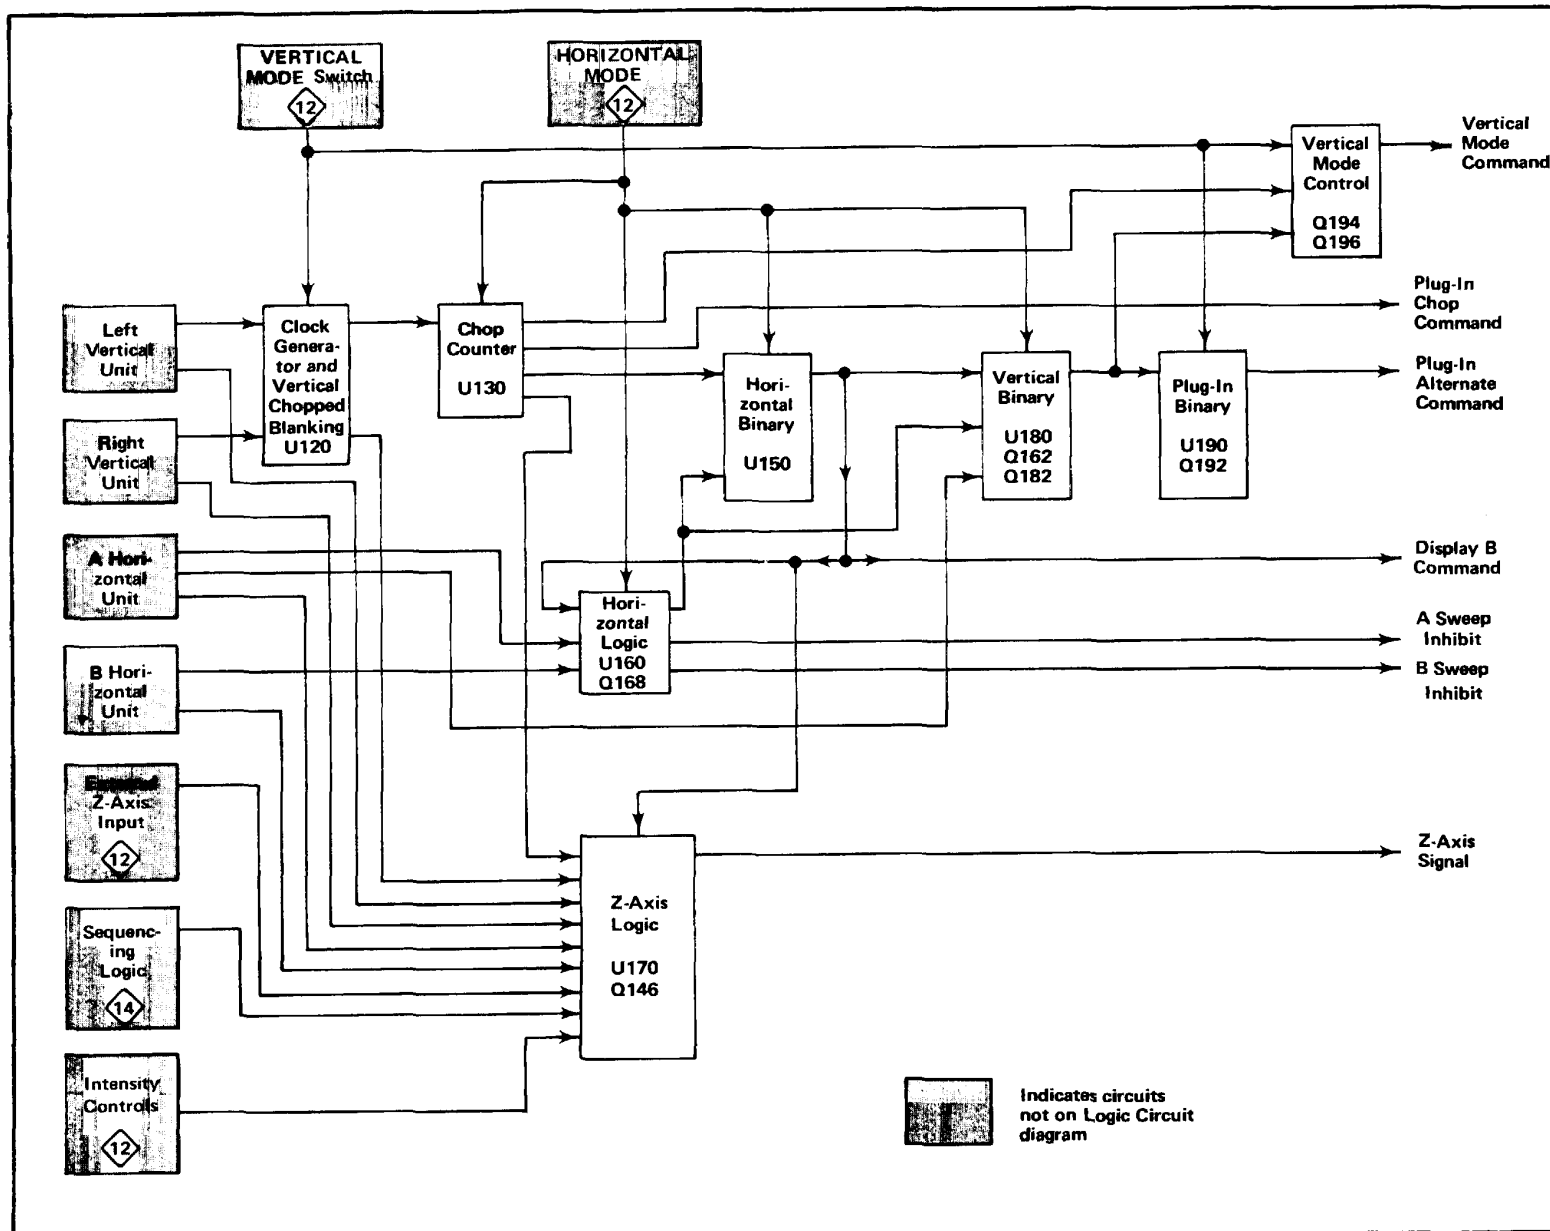 VERTICAL
MODE Switch
12
HORIZONTAL
MODE
12
Vertical
Mode
Control
Q194
Q196
Vertical
Mode
Command
Left
Vertical
Unit
Clock
Genera-
tor and
Vertical
Chopped
Blanking
U120
Chop
Counter
U130
Plug-In
Chop
Command
Hori-
zontal
Binary
U150
Vertical
Binary
U180
Q162
Q182
Plug-In
Binary
U190
Q192
Plug-In
Alternate
Command
Right
Vertical
Unit
A Hori-
zontal
Unit
Display B
Command
Hori-
zontal
Logic
U160
Q168
A Sweep
Inhibit
B Sweep
Inhibit
B Hori-
zontal
Unit
External
Z-Axis
Input
12
Z-Axis
Logic
U170
Q146
Z-Axis
Signal
Sequenc-
ing
Logic
14
Intensity
Controls
12
Indicates circuits
not on Logic Circuit
diagram